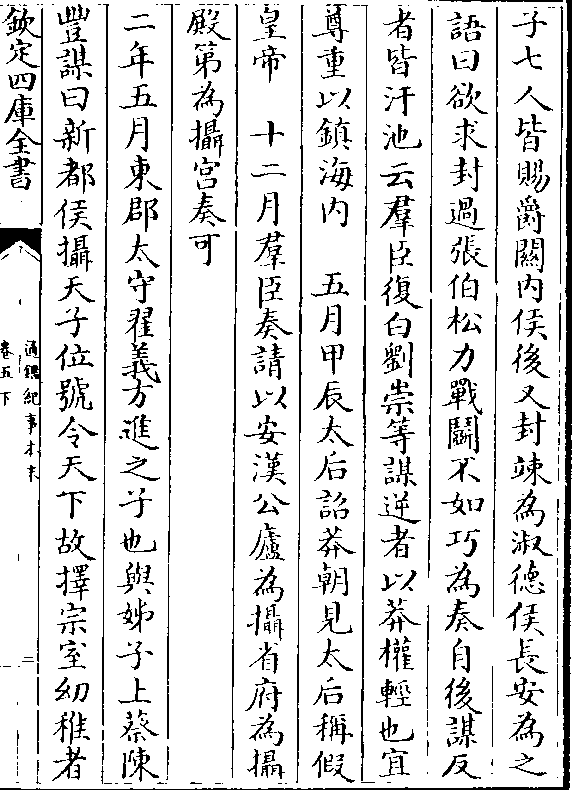 子七人皆賜爵關内侯後又封竦為淑德侯長安為之
語曰欲求封過張伯松力戰鬭不如巧為奏自後謀反
者皆汙池云羣臣復白劉崇等謀逆者以莽權輕也宜
尊重以鎮海内　五月甲辰太后詔莽朝見太后稱假
皇帝　十二月羣臣奏請以安漢公廬為攝省府為攝
殿第為攝宫奏可
二年五月東郡太守翟義方進之子也與姊子上蔡陳
豐謀曰新都侯攝天子位號令天下故擇宗室幼稚者
欽定四庫全書
通鑑紀事本末
卷五下
二